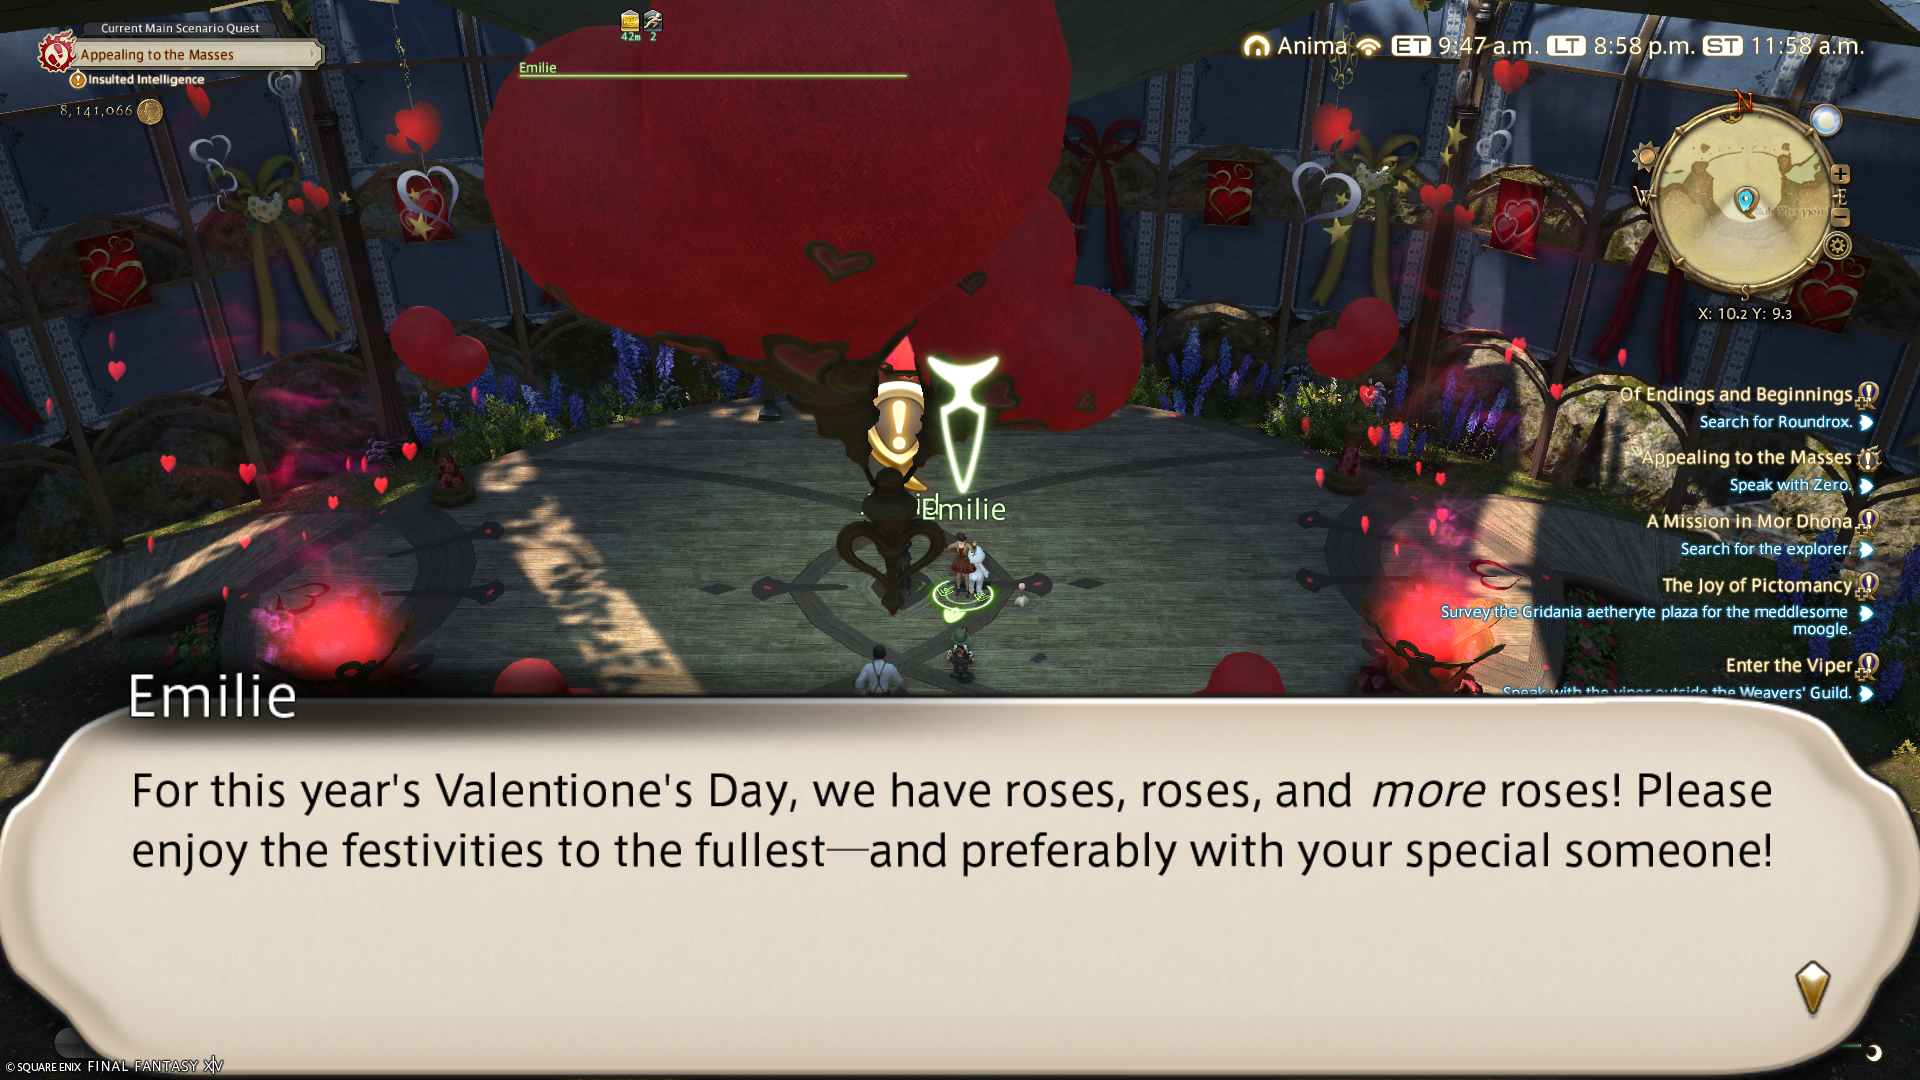 Current Main Scenario Quest
Appealing to the Masses
Insulted Intelligence
8,141,066
42m 2
Emilie
Anima ET 9:47 a.m. LT 8:58 p.m. ST 11:58 a.m.
N
W
E
S
X: 10.2 Y: 9.3
Of Endings and Beginnings
Search for Roundrox.
Appealing to the Masses
Speak with Zero.
A Mission in Mor Dhona
Search for the explorer.
The Joy of Pictomancy
Survey the Gridania aetheryte plaza for the meddlesome
moogle.
Enter the Viper
Speak with the viper outside the Weavers' Guild.
Emilie
Emilie
For this year's Valentione's Day, we have roses, roses, and more roses! Please
enjoy the festivities to the fullest—and preferably with your special someone!
© SQUARE ENIX FINAL FANTASY XIV